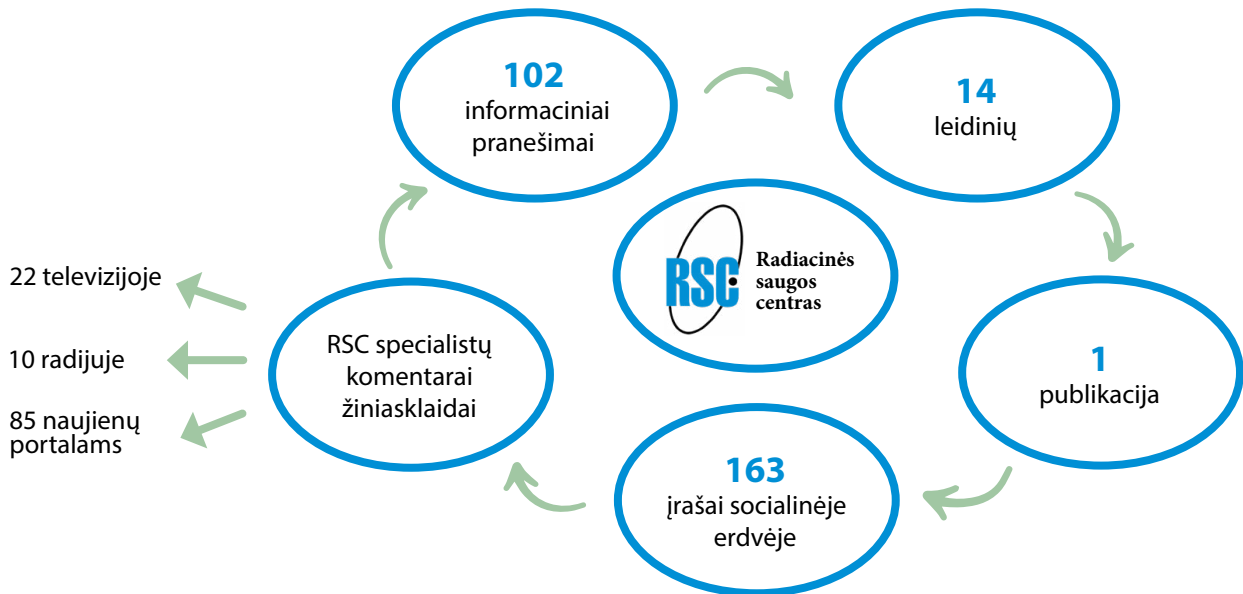 102
informaciniai
pranešimai
14
leidinių
RSC
Radiacinės
saugos
centras
1
publikacija
163
įrašai socialinėje
erdvėje
RSC specialistų
komentarai
žiniasklaidai
22 televizijoje
10 radijuje
85 naujienų
portalams